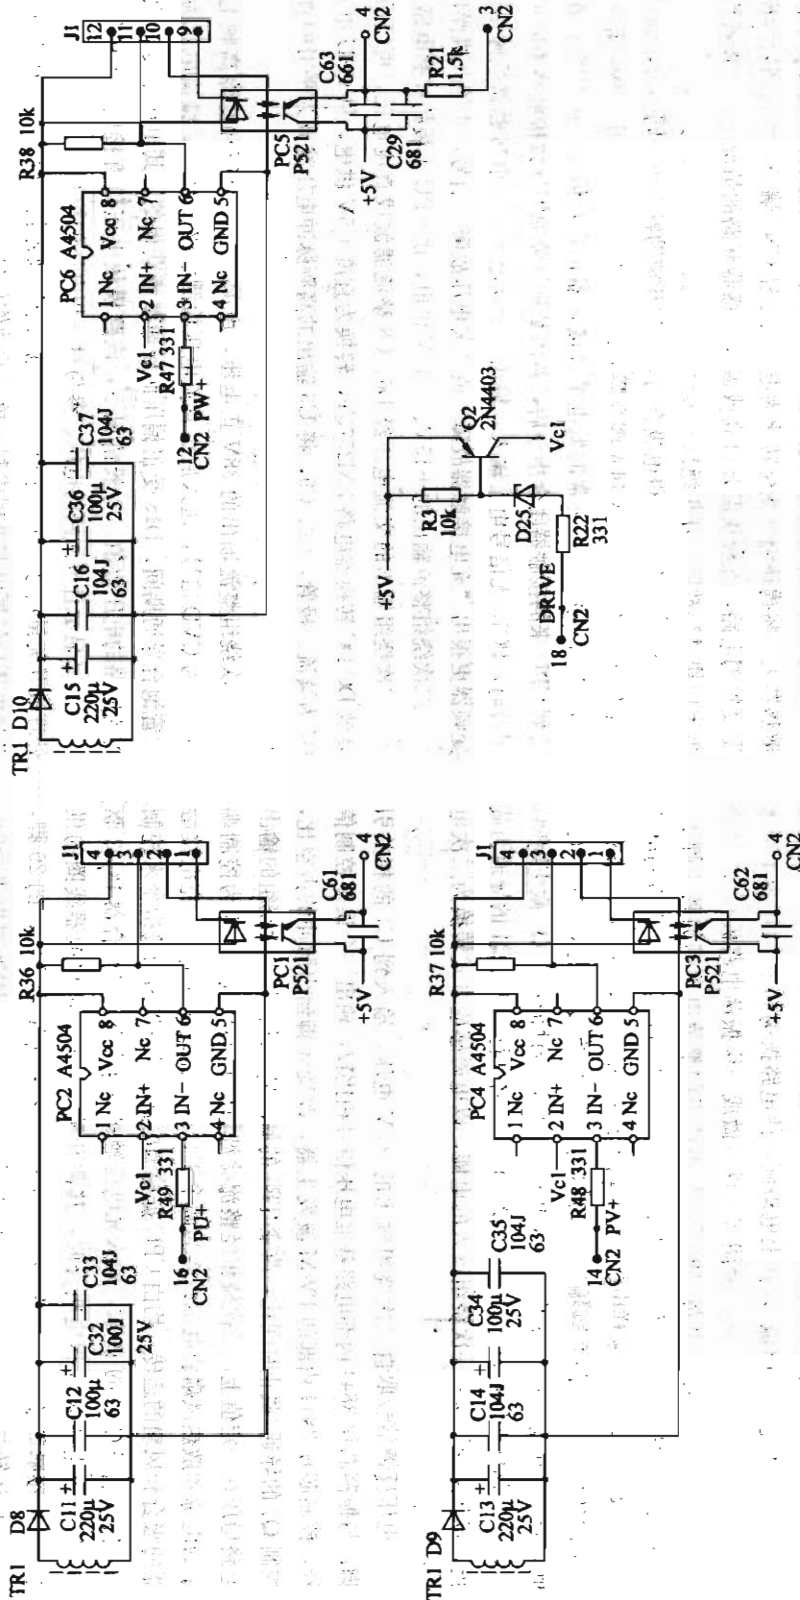 TR1 D8
C11
220μ
25V
C12
100μ
63
C32
100J
25V
C33
104J
63
16
CN2
PU+
R49 331
Vc1
PC2 A4504
1 Nc Vcc 8
2 IN+ Nc 7
3 IN- OUT 6
4 Nc GND 5
R36 10k
J1
4
3
2
1
PC1
P521
C61
681
+5V
4
CN2
TR1 D10
C15
220μ
25V
C16
104J
63
C36
100μ
25V
C37
104J
63
12
CN2
PW+
R47 331
Vc1
PC6 A4504
1 Nc Vcc 8
2 IN+ Nc 7
3 IN- OUT 6
4 Nc GND 5
R38 10k
J1
12
11
10
9
PC5
P521
C63
661
+5V
4
CN2
C29
681
R21
1.5k
3
CN2
TR1 D9
C13
220μ
25V
C14
104J
63
C34
100μ
25V
C35
104J
63
14
CN2
PV+
R48 331
Vc1
PC4 A4504
1 Nc Vcc 8
2 IN+ Nc 7
3 IN- OUT 6
4 Nc GND 5
R37 10k
J1
4
3
2
1
PC3
P521
C62
681
+5V
4
CN2
+5V
R3
10k
Q2
2N4403
Vc1
D25
R22
331
DRIVE
18
CN2